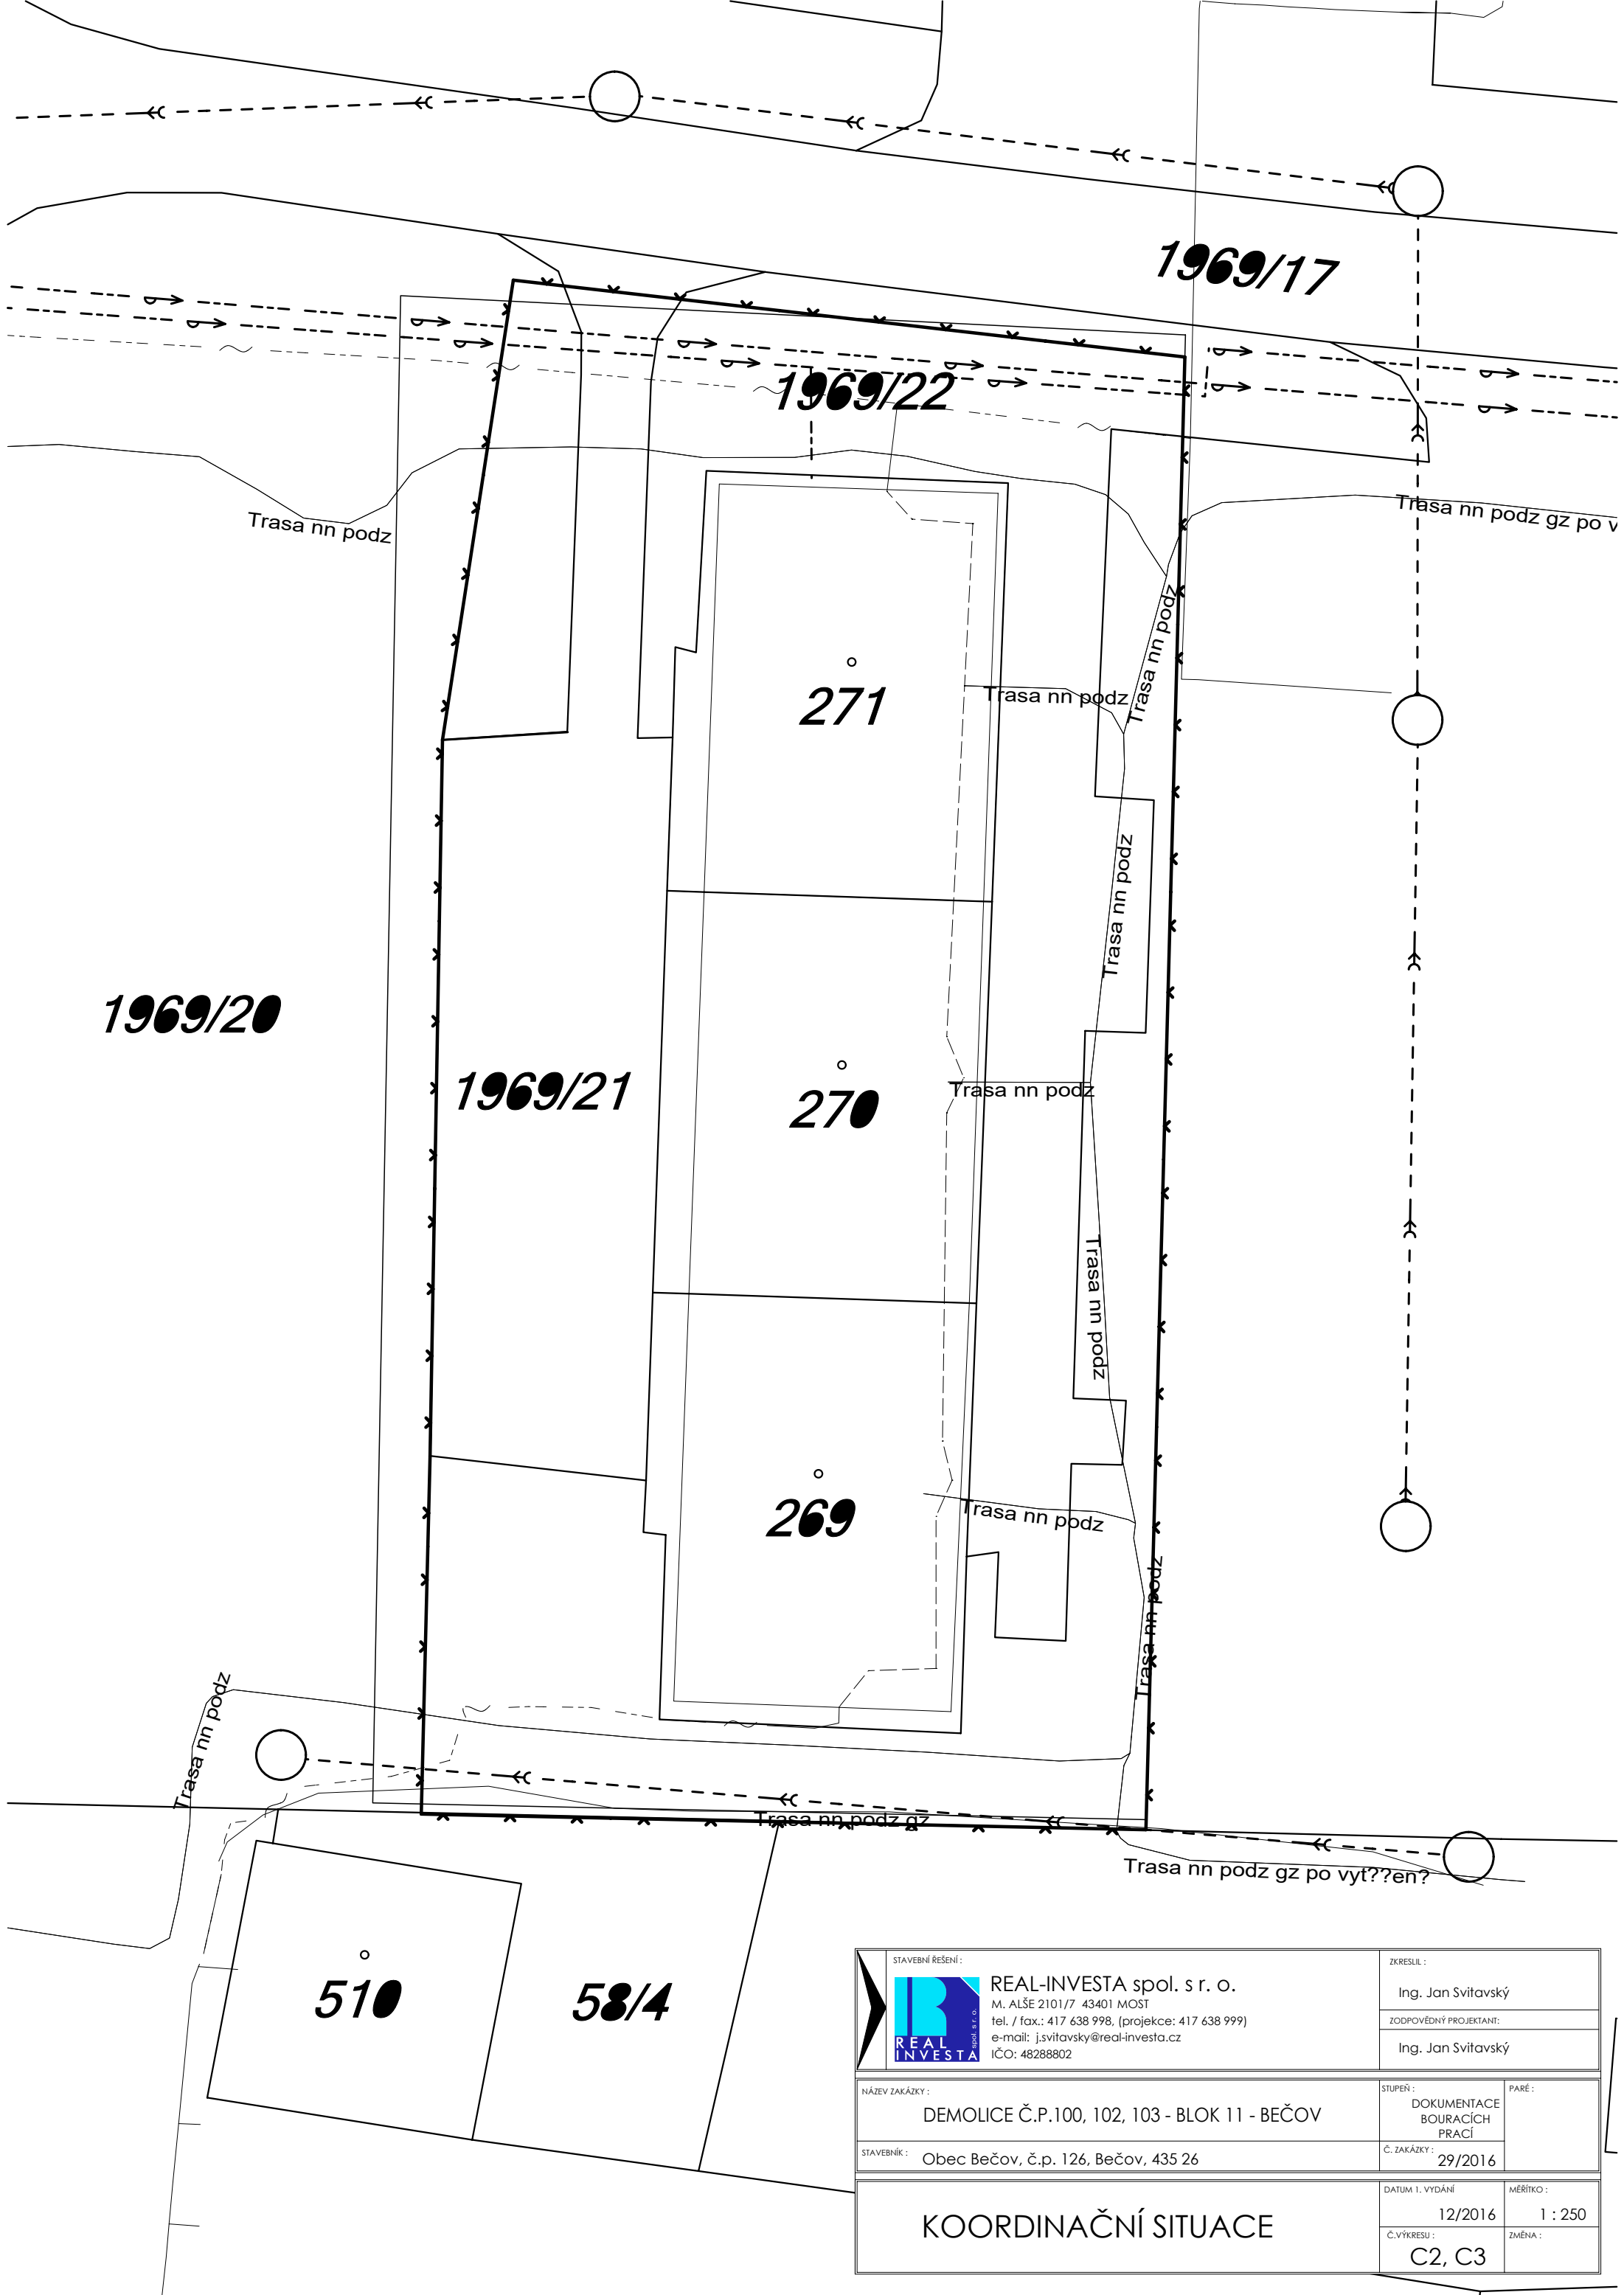 1969/17
1969/22
Trasa nn podz
Trasa nn podz gz po v
Trasa nn podz
271
Trasa nn podz
Trasa nn podz
1969/20
1969/21
270
Trasa nn podz
Trasa nn podz
269
Trasa nn podz
Trasa nn podz
Trasa nn podz
Trasa nn podz gz
Trasa nn podz gz po vyt??en?
510
58/4
STAVEBNÍ ŘEŠENÍ :
REAL
INVESTA
spol. s r. o.
REAL-INVESTA spol. s r. o.
M. ALŠE 2101/7 43401 MOST
tel. / fax.: 417 638 998, (projekce: 417 638 999)
e-mail: j.svitavsky@real-investa.cz
IČO: 48288802
ZKRESLIL :
Ing. Jan Svitavský
ZODPOVĚDNÝ PROJEKTANT:
Ing. Jan Svitavský
NÁZEV ZAKÁZKY :
DEMOLICE Č.P.100, 102, 103 - BLOK 11 - BEČOV
STUPEŇ :
DOKUMENTACE
BOURACÍCH
PRACÍ
PARÉ :
STAVEBNÍK :
Obec Bečov, č.p. 126, Bečov, 435 26
Č. ZAKÁZKY :
29/2016
KOORDINAČNÍ SITUACE
DATUM 1. VYDÁNÍ
12/2016
MĚŘÍTKO :
1 : 250
Č.VÝKRESU :
C2, C3
ZMĚNA :